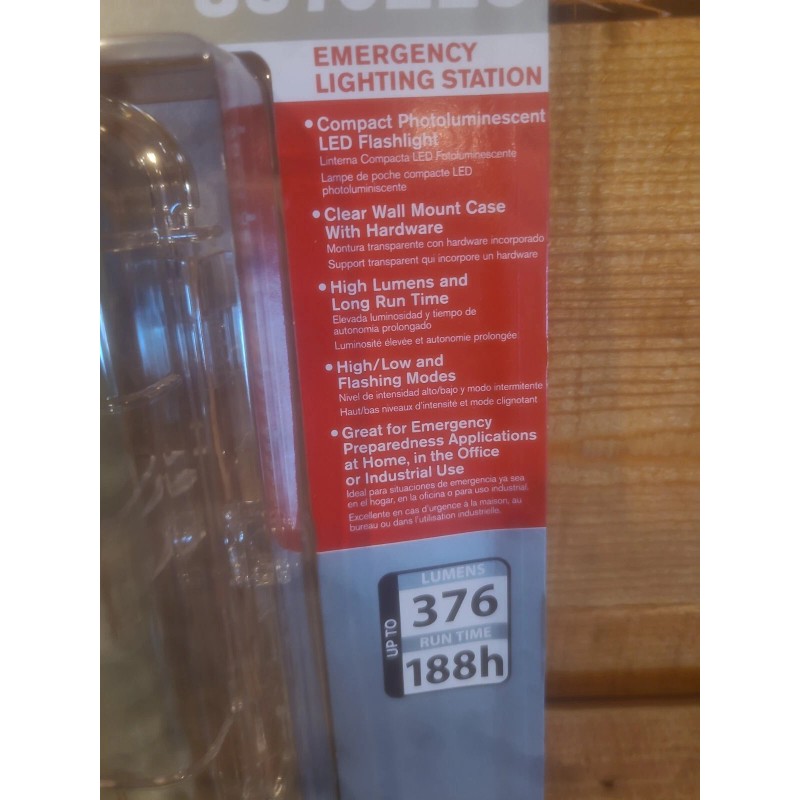 EMERGENCY
LIGHTING STATION
• Compact Photoluminescent
LED Flashlight
Linterna Compacta LED Fotoluminescente
Lampe de poche compacte LED
photoluminiscente
• Clear Wall Mount Case
With Hardware
Montura transparente con hardware incorporado
Support transparent qui incorpore un hardware
• High Lumens and
Long Run Time
Elevada luminosidad y tiempo de
autonomia prolongado
Luminosité élevée et autonomie prolongée
• High/Low and
Flashing Modes
Nivel de intensidad alto/bajo y modo intermitente
Haut/bas niveaux d'intensité et mode clignotant
• Great for Emergency
Preparedness Applications
at Home, in the Office
or Industrial Use
Ideal para situaciones de emergencia ya sea
en el hogar, en la oficina o para uso industrial.
Excellente en cas d'urgence à la maison, au
bureau ou dans l'utilisation industrielle.
UP TO
LUMENS
376
RUN TIME
188h